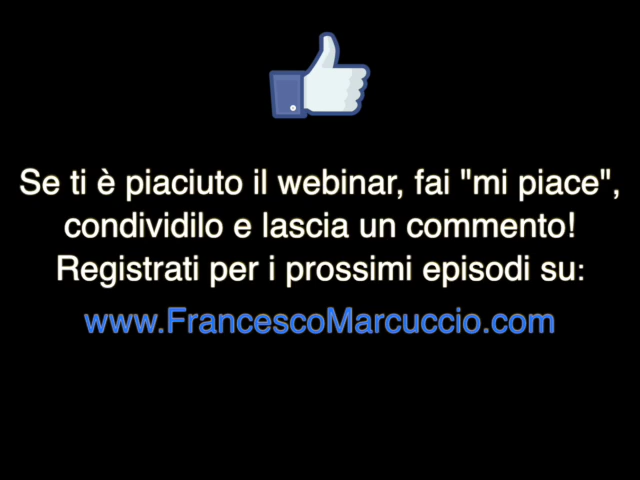 Se ti è piaciuto il webinar, fai "mi piace",
condividilo e lascia un commento!
Registrati per i prossimi episodi su:
www.FrancescoMarcuccio.com